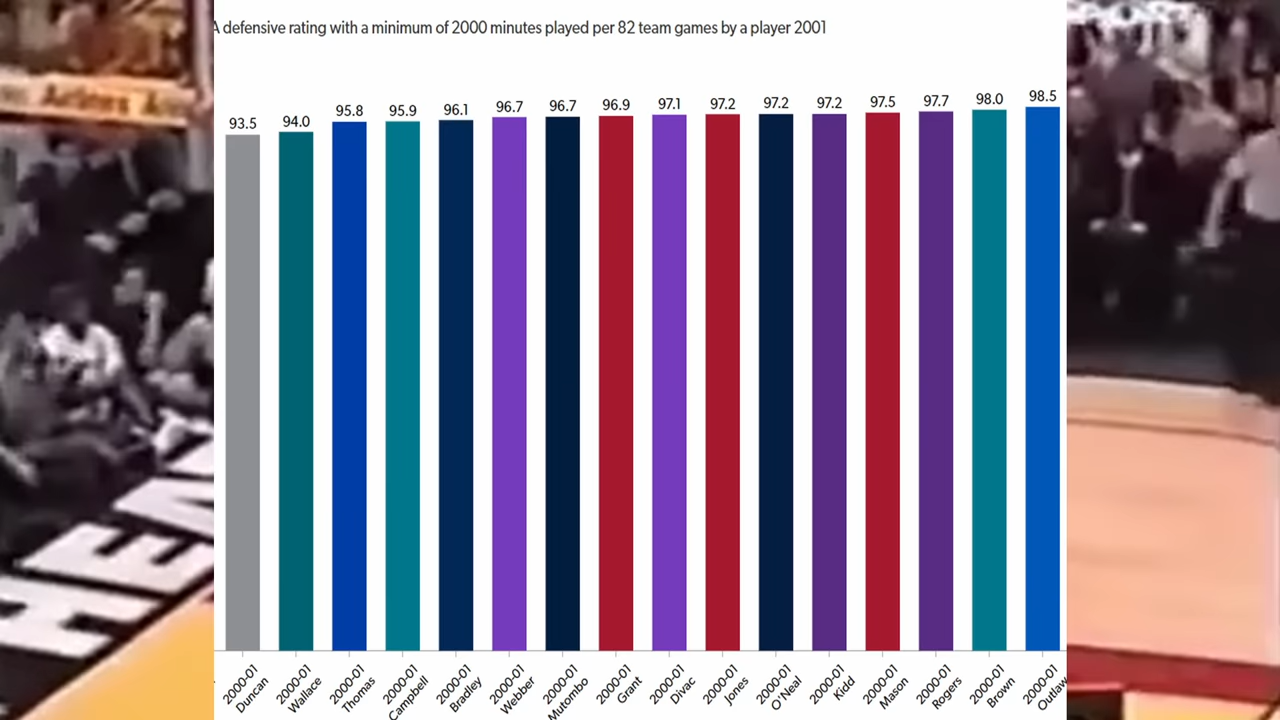 A defensive rating with a minimum of 2000 minutes played per 82 team games by a player 2001
93.5 94.0 95.8 95.9 96.1 96.7 96.7 96.9 97.1 97.2 97.2 97.2 97.5 97.7 98.0 98.5
2000-01 Duncan
2000-01 Wallace
2000-01 Thomas
2000-01 Campbell
2000-01 Bradley
2000-01 Webber
2000-01 Mutombo
2000-01 Grant
2000-01 Divac
2000-01 Jones
2000-01 O'Neal
2000-01 Kidd
2000-01 Mason
2000-01 Rogers
2000-01 Brown
2000-01 Outlaw